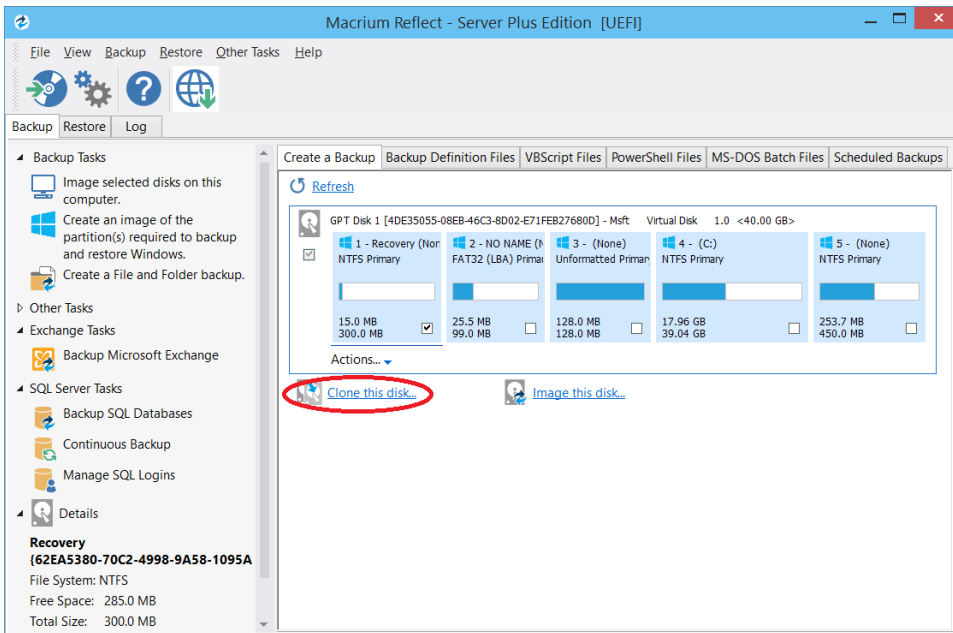 Macrium Reflect - Server Plus Edition [UEFI]
File View Backup Restore Other Tasks Help
Backup Restore Log
Backup Tasks
Image selected disks on this
computer.
Create an image of the
partition(s) required to backup
and restore Windows.
Create a File and Folder backup.
Other Tasks
Exchange Tasks
Backup Microsoft Exchange
SQL Server Tasks
Backup SQL Databases
Continuous Backup
Manage SQL Logins
Details
Recovery
{62EA5380-70C2-4998-9A58-1095A
File System: NTFS
Free Space: 285.0 MB
Total Size: 300.0 MB
Create a Backup Backup Definition Files VBScript Files PowerShell Files MS-DOS Batch Files Scheduled Backups
Refresh
GPT Disk 1 [4DE35055-08EB-46C3-8D02-E71FEB27680D] - Msft Virtual Disk 1.0 <40.00 GB>
1 - Recovery (Nor
NTFS Primary
15.0 MB
300.0 MB
2 - NO NAME (N
FAT32 (LBA) Primar
25.5 MB
99.0 MB
3 - (None)
Unformatted Primar
128.0 MB
128.0 MB
4 - (C:)
NTFS Primary
17.96 GB
39.04 GB
5 - (None)
NTFS Primary
253.7 MB
450.0 MB
Actions...
Clone this disk... Image this disk...